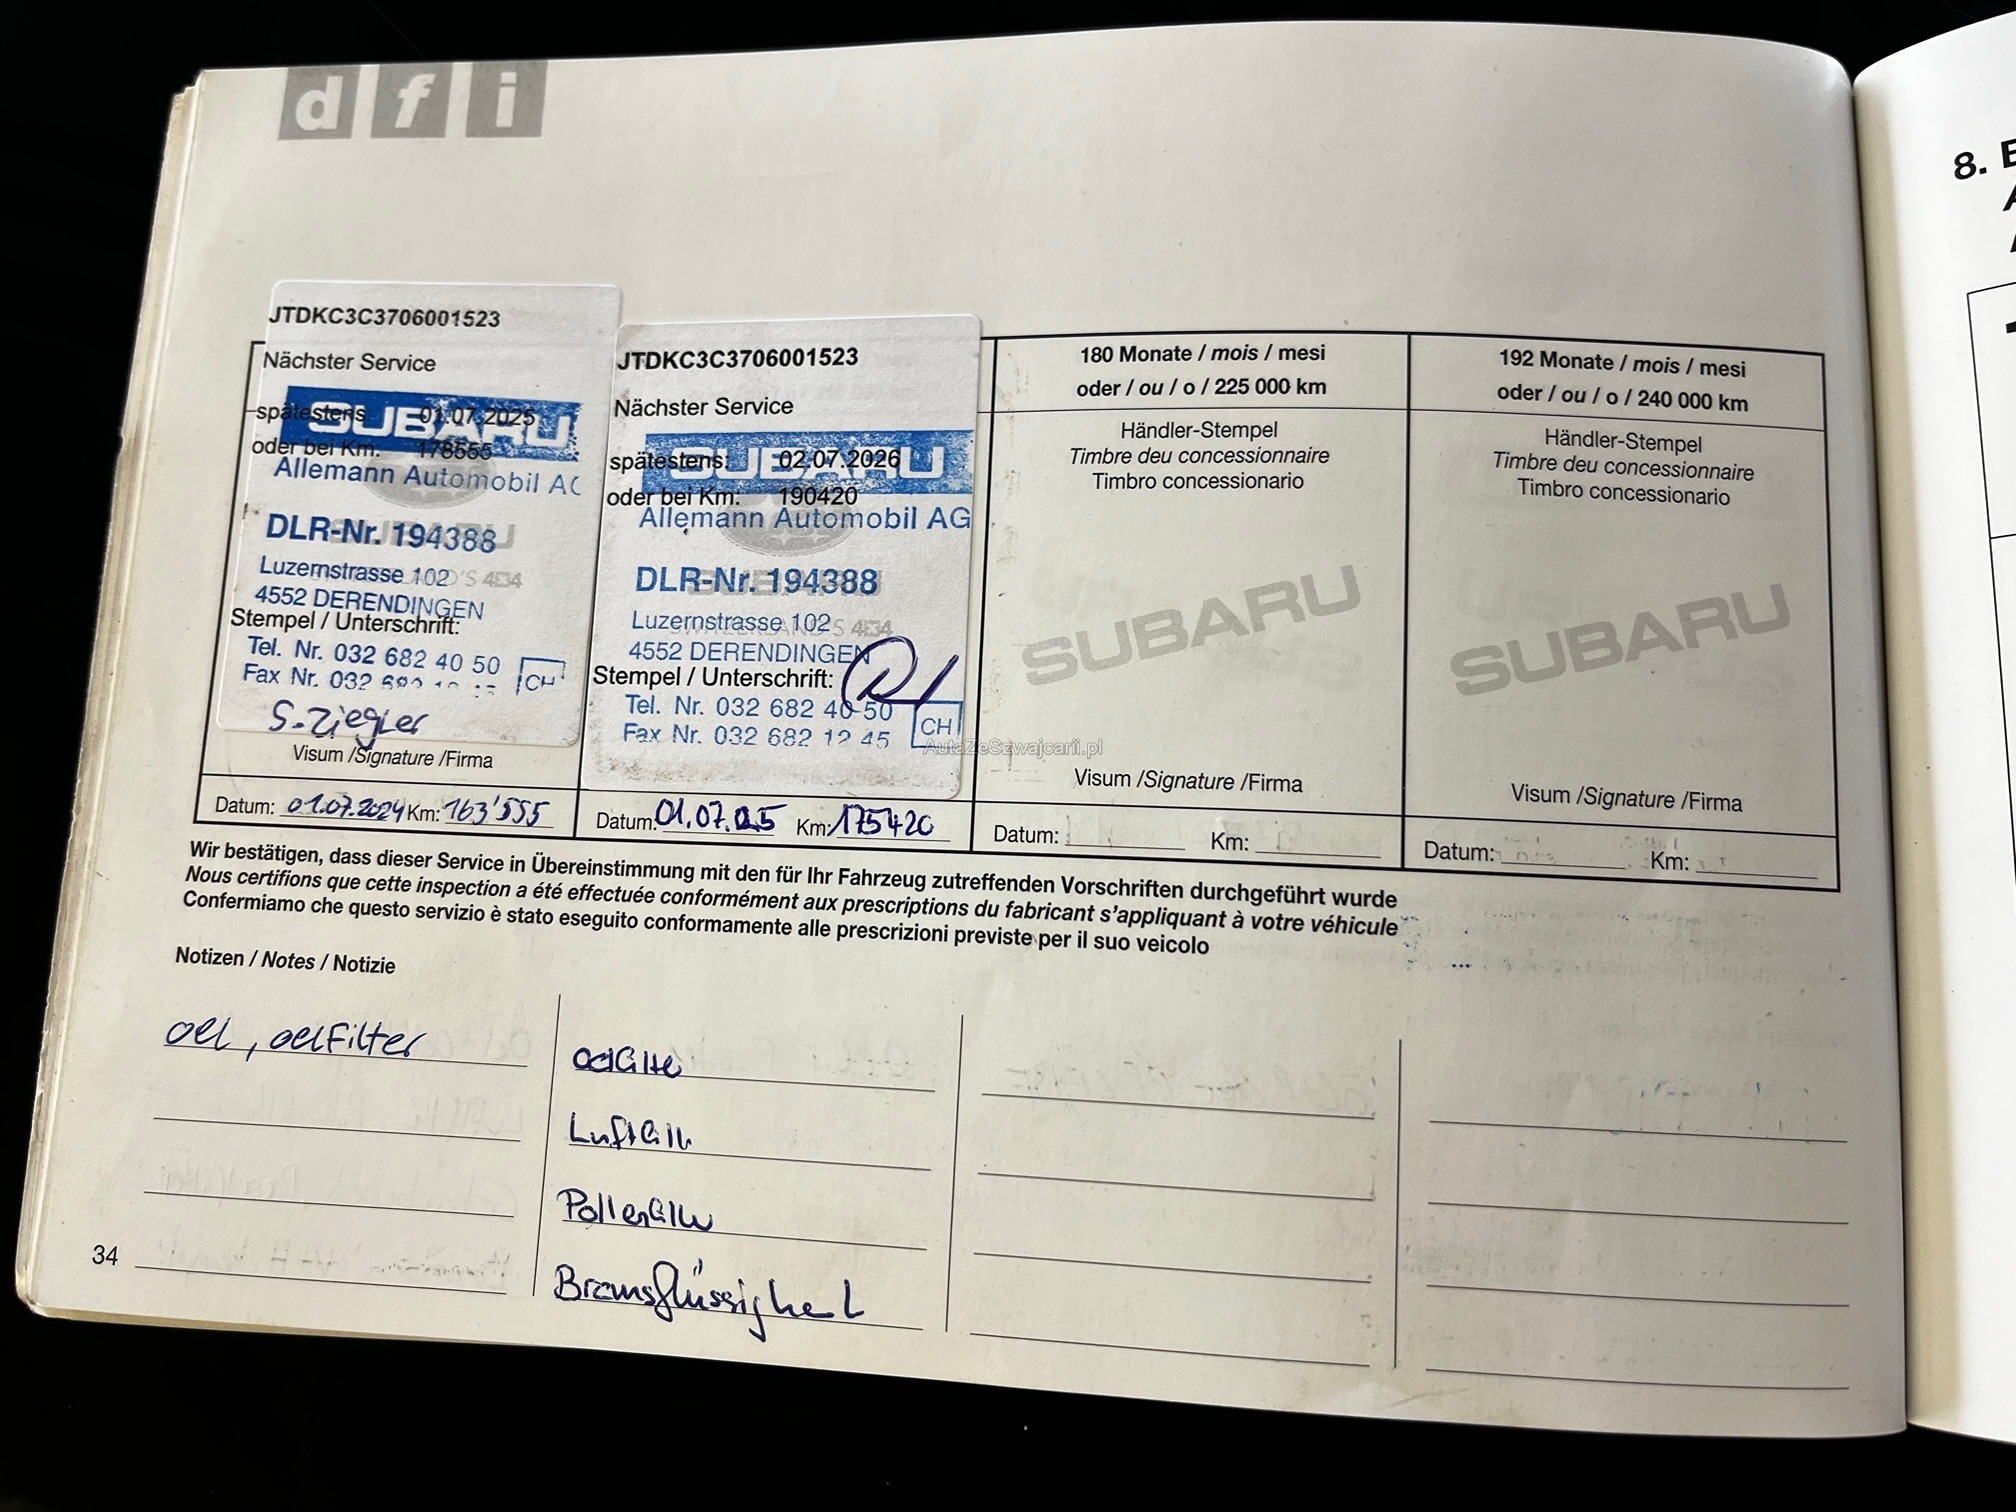 dfi
JTDKC3C3706001523
Nächster Service
SUBARU
spätestens: 01.07.2025
oder bei Km: 178555
Allemann Automobil AG
DLR-Nr. 194388
Luzernstrasse 102
4552 DERENDINGEN
Stempel / Unterschrift:
Tel. Nr. 032 682 40 50
Fax Nr. 032 682
CH
S. Ziegler
Visum /Signature /Firma
Datum: 01.07.2024 Km: 163'555
JTDKC3C3706001523
Nächster Service
SUBARU
spätestens: 02.07.2026
oder bei Km: 190420
Allemann Automobil AG
DLR-Nr. 194388
Luzernstrasse 102
4552 DERENDINGEN
Stempel / Unterschrift:
Tel. Nr. 032 682 40 50
Fax Nr. 032 682 12 45
CH
Datum: 01.07.25 Km: 175420
180 Monate / mois / mesi
oder / ou / o / 225 000 km
Händler-Stempel
Timbre deu concessionnaire
Timbro concessionario
SUBARU
AutaZeSzwajcarii.pl
Visum /Signature /Firma
Datum: Km:
192 Monate / mois / mesi
oder / ou / o / 240 000 km
Händler-Stempel
Timbre deu concessionnaire
Timbro concessionario
SUBARU
Visum /Signature /Firma
Datum: Km:
Wir bestätigen, dass dieser Service in Übereinstimmung mit den für Ihr Fahrzeug zutreffenden Vorschriften durchgeführt wurde
Nous certifions que cette inspection a été effectuée conformément aux prescriptions du fabricant s'appliquant à votre véhicule
Confermiamo che questo servizio è stato eseguito conformamente alle prescrizioni previste per il suo veicolo
Notizen / Notes / Notizie
oel, oelFilter
Bremsflüssigkeit
34
8.